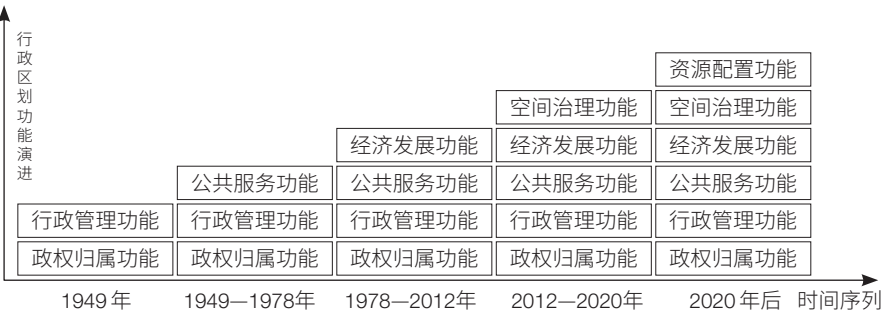 行政区划功能演进
资源配置功能
空间治理功能 空间治理功能
经济发展功能 经济发展功能 经济发展功能
公共服务功能 公共服务功能 公共服务功能 公共服务功能
行政管理功能 行政管理功能 行政管理功能 行政管理功能 行政管理功能
政权归属功能 政权归属功能 政权归属功能 政权归属功能 政权归属功能
1949年 1949—1978年 1978—2012年 2012—2020年 2020年后 时间序列